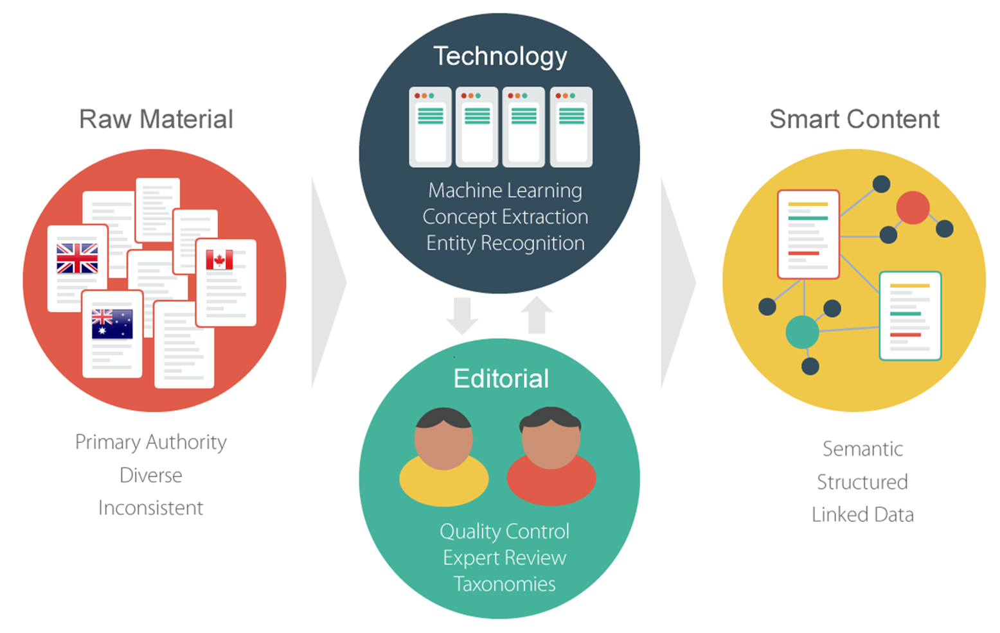 Raw Material
Primary Authority
Diverse
Inconsistent
Technology
Machine Learning
Concept Extraction
Entity Recognition
Editorial
Quality Control
Expert Review
Taxonomies
Smart Content
Semantic
Structured
Linked Data